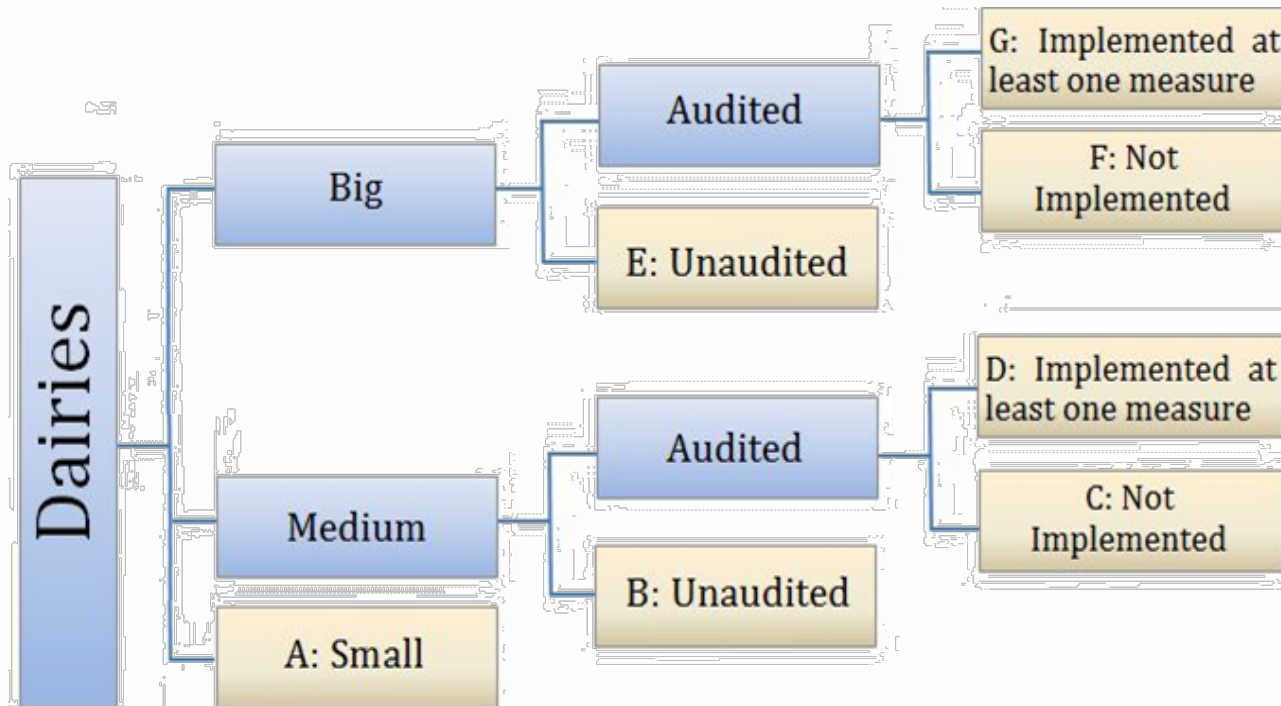 Dairies
Big
Audited
G: Implemented at
least one measure
F: Not
Implemented
E: Unaudited
Medium
Audited
D: Implemented at
least one measure
C: Not
Implemented
B: Unaudited
A: Small